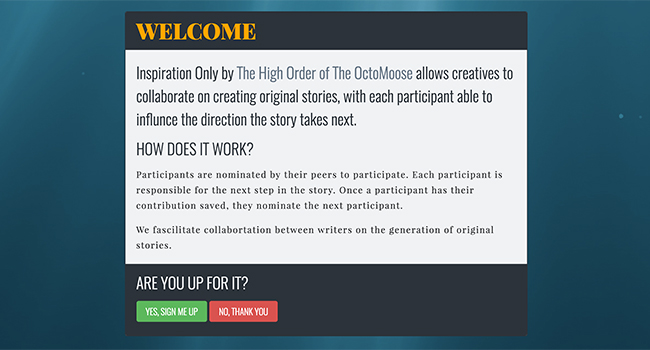 WELCOME
Inspiration Only by The High Order of The OctoMoose allows creatives to
collaborate on creating original stories, with each participant able to
influnce the direction the story takes next.
HOW DOES IT WORK?
Participants are nominated by their peers to participate. Each participant is
responsible for the next step in the story. Once a participant has their
contribution saved, they nominate the next participant.
We fascilitate collabortation between writers on the generation of original
stories.
ARE YOU UP FOR IT?
YES, SIGN ME UP NO, THANK YOU